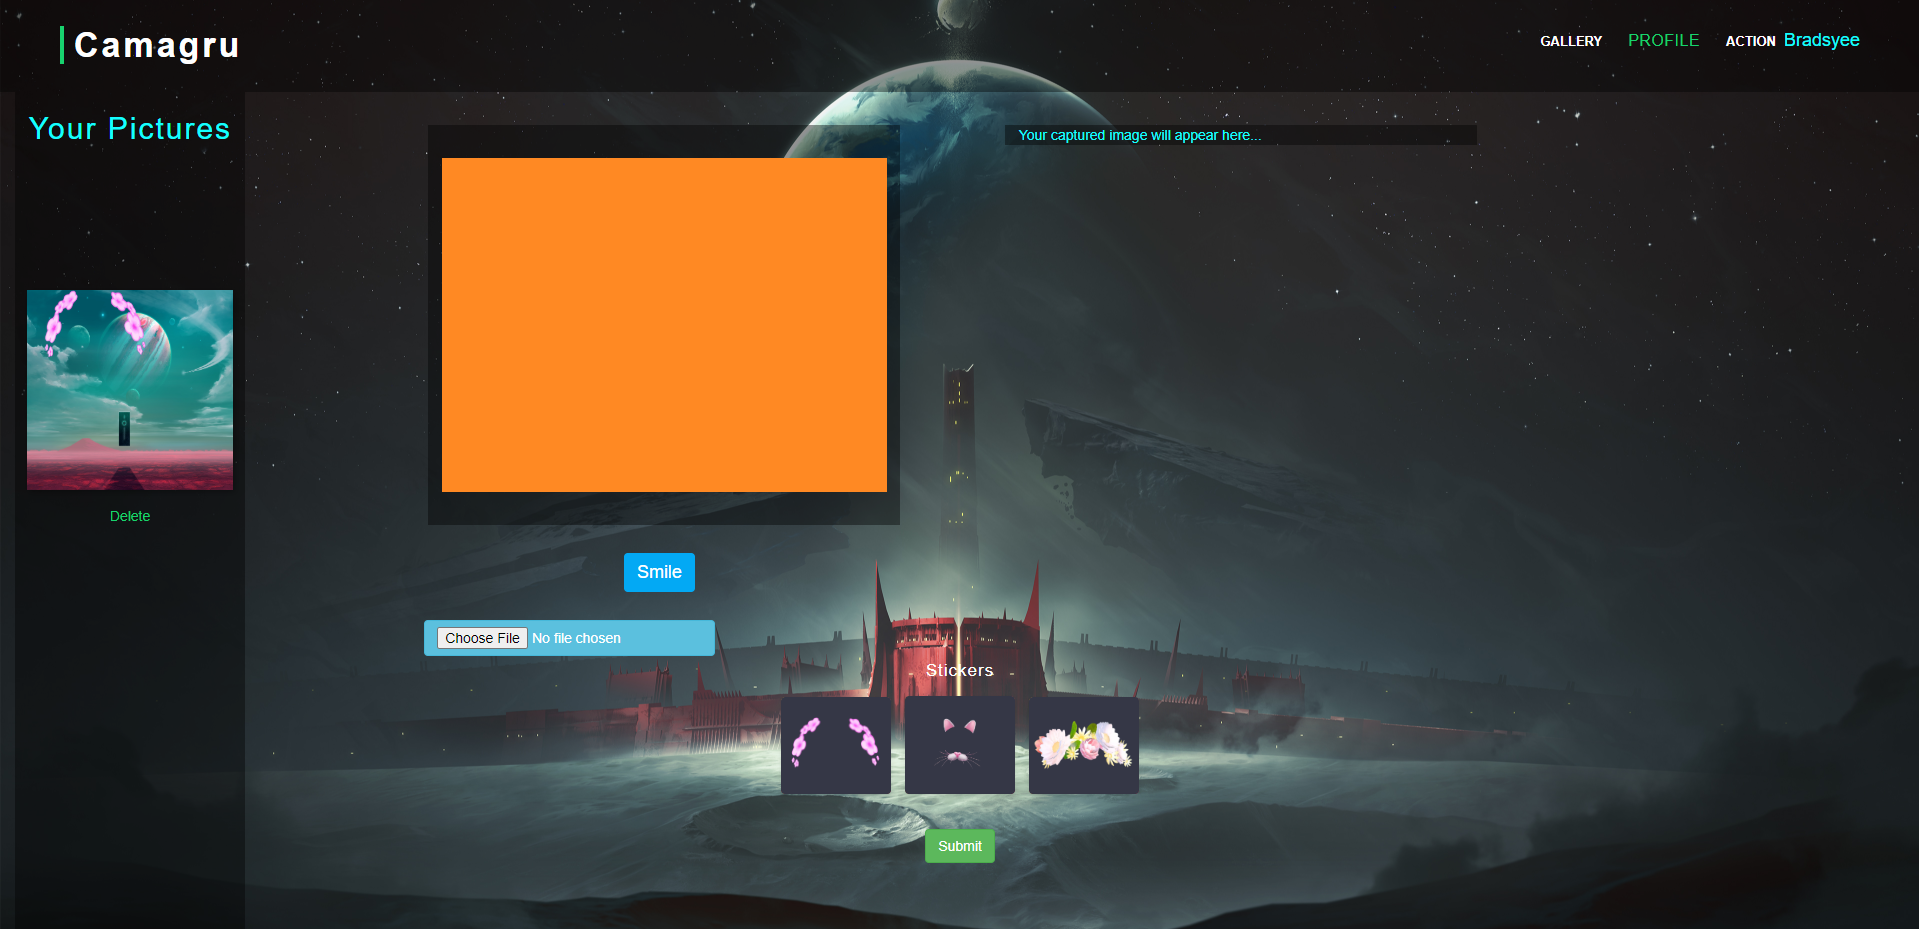 Camagru
GALLERY PROFILE ACTION Bradsyee
Your Pictures
Delete
Your captured image will appear here...
Smile
Choose File No file chosen
Stickers
Submit